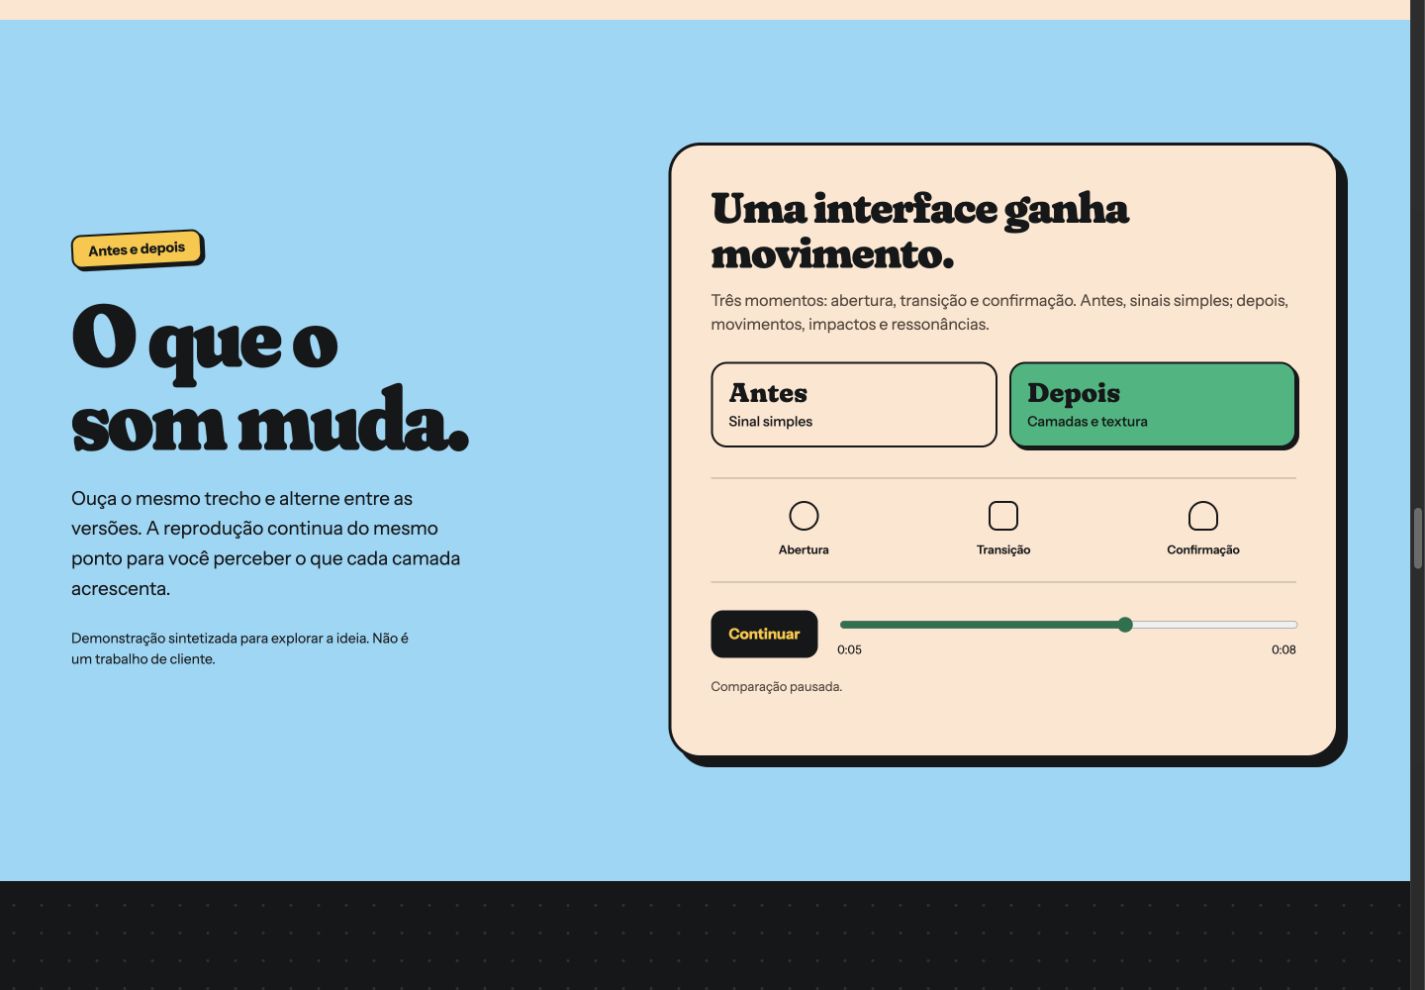 Antes e depois
O que o
som muda.
Ouça o mesmo trecho e alterne entre as
versões. A reprodução continua do mesmo
ponto para você perceber o que cada camada
acrescenta.
Demonstração sintetizada para explorar a ideia. Não é
um trabalho de cliente.
Uma interface ganha
movimento.
Três momentos: abertura, transição e confirmação. Antes, sinais simples; depois,
movimentos, impactos e ressonâncias.
Antes
Sinal simples
Depois
Camadas e textura
Abertura
Transição
Confirmação
Continuar
0:05
0:08
Comparação pausada.